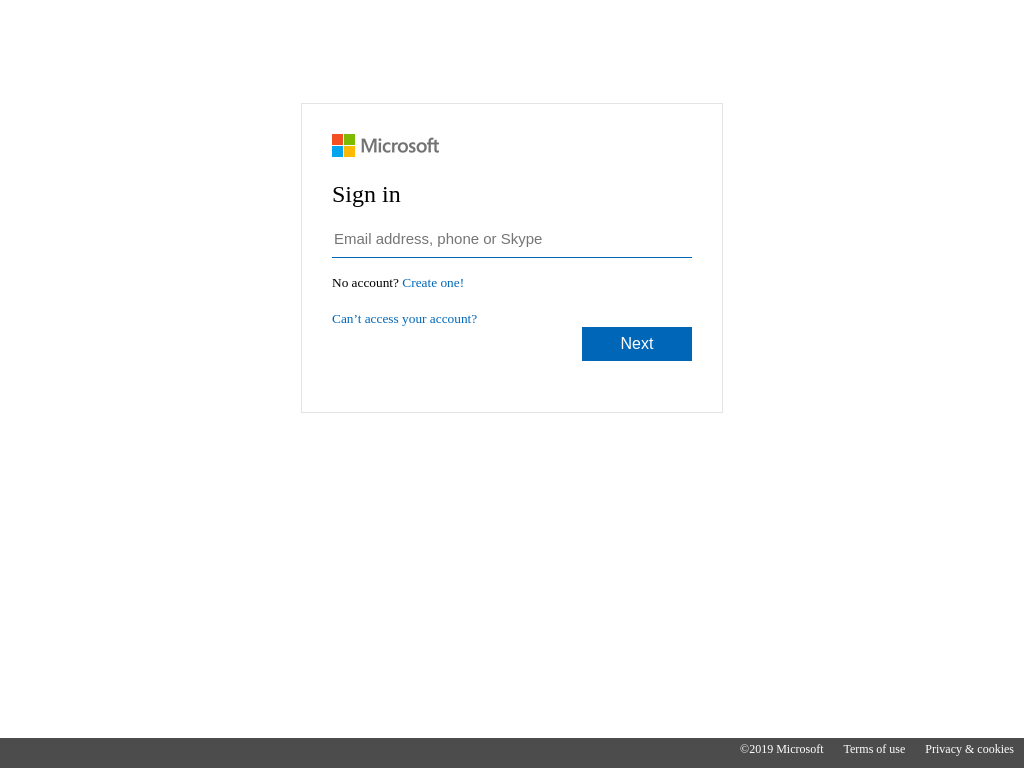 Microsoft
Sign in
Email address, phone or Skype
No account? Create one!
Can’t access your account?
Next
©2019 Microsoft Terms of use Privacy & cookies